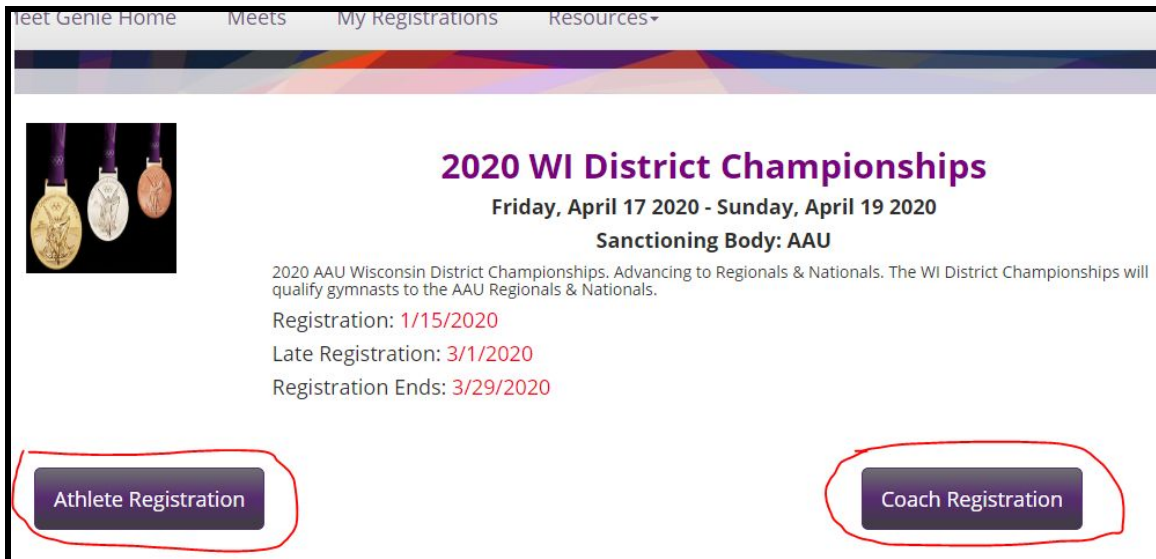 Meet Genie Home Meets My Registrations Resources
2020 WI District Championships
Friday, April 17 2020 - Sunday, April 19 2020
Sanctioning Body: AAU
2020 AAU Wisconsin District Championships. Advancing to Regionals & Nationals. The WI District Championships will
qualify gymnasts to the AAU Regionals & Nationals.
Registration: 1/15/2020
Late Registration: 3/1/2020
Registration Ends: 3/29/2020
Athlete Registration Coach Registration